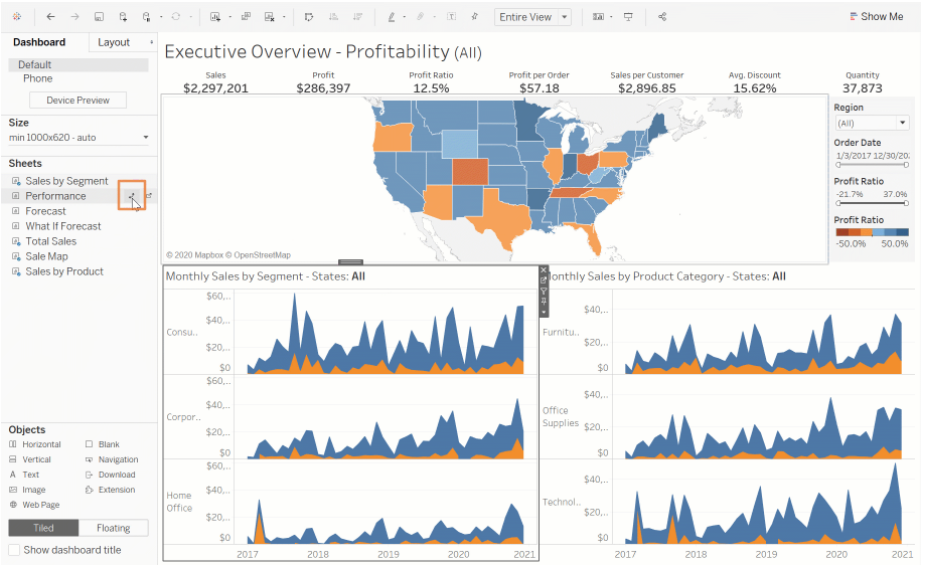 Entire View
Show Me
Dashboard
Layout
Default
Phone
Device Preview
Size
min 1000x620 - auto
Sheets
Sales by Segment
Performance
Forecast
What If Forecast
Total Sales
Sale Map
Sales by Product
Objects
Horizontal
Blank
Vertical
Navigation
A Text
Download
Image
Extension
Web Page
Tiled
Floating
Show dashboard title
Executive Overview - Profitability (All)
Sales
Profit
Profit Ratio
Profit per Order
Sales per Customer
Avg. Discount
Quantity
$2,297,201
$286,397
12.5%
$57.18
$2,896.85
15.62%
37,873
© 2020 Mapbox © OpenStreetMap
Region
(All)
Order Date
1/3/2017 12/30/20:
Profit Ratio
-21.7% 37.0%
Profit Ratio
-50.0% 50.0%
Monthly Sales by Segment - States: All
Consu..
$60,..
$40,..
$20,..
$0
Corpor..
$60,..
$40,..
$20,..
$0
Home
Office
$60,..
$40,..
$20,..
$0
2017 2018 2019 2020 2021
onthly Sales by Product Category - States: All
Furnitu..
$40,..
$20,..
$0
Office
Supplies
$40,..
$20,..
$0
Technol..
$40,..
$20,..
$0
2017 2018 2019 2020 2021